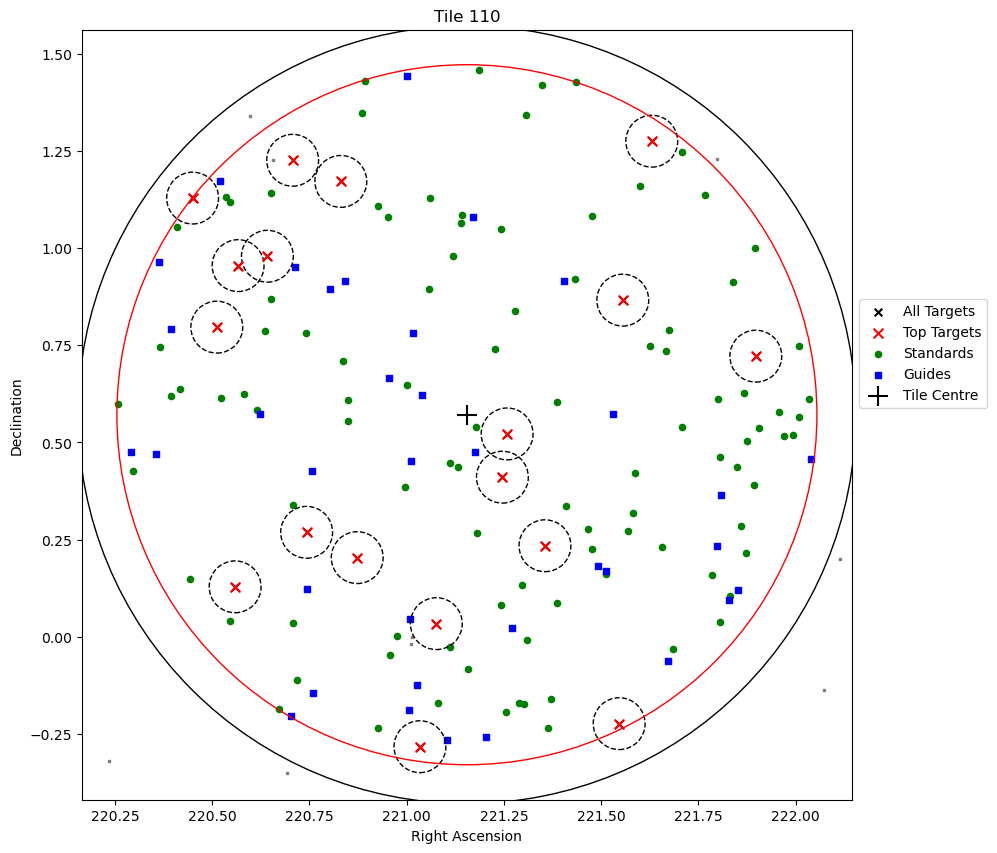 Tile 110
1.50
1.25
1.00
0.75
0.50
0.25
0.00
−0.25
Declination
220.25 220.50 220.75 221.00 221.25 221.50 221.75 222.00
Right Ascension
All Targets
Top Targets
Standards
Guides
Tile Centre